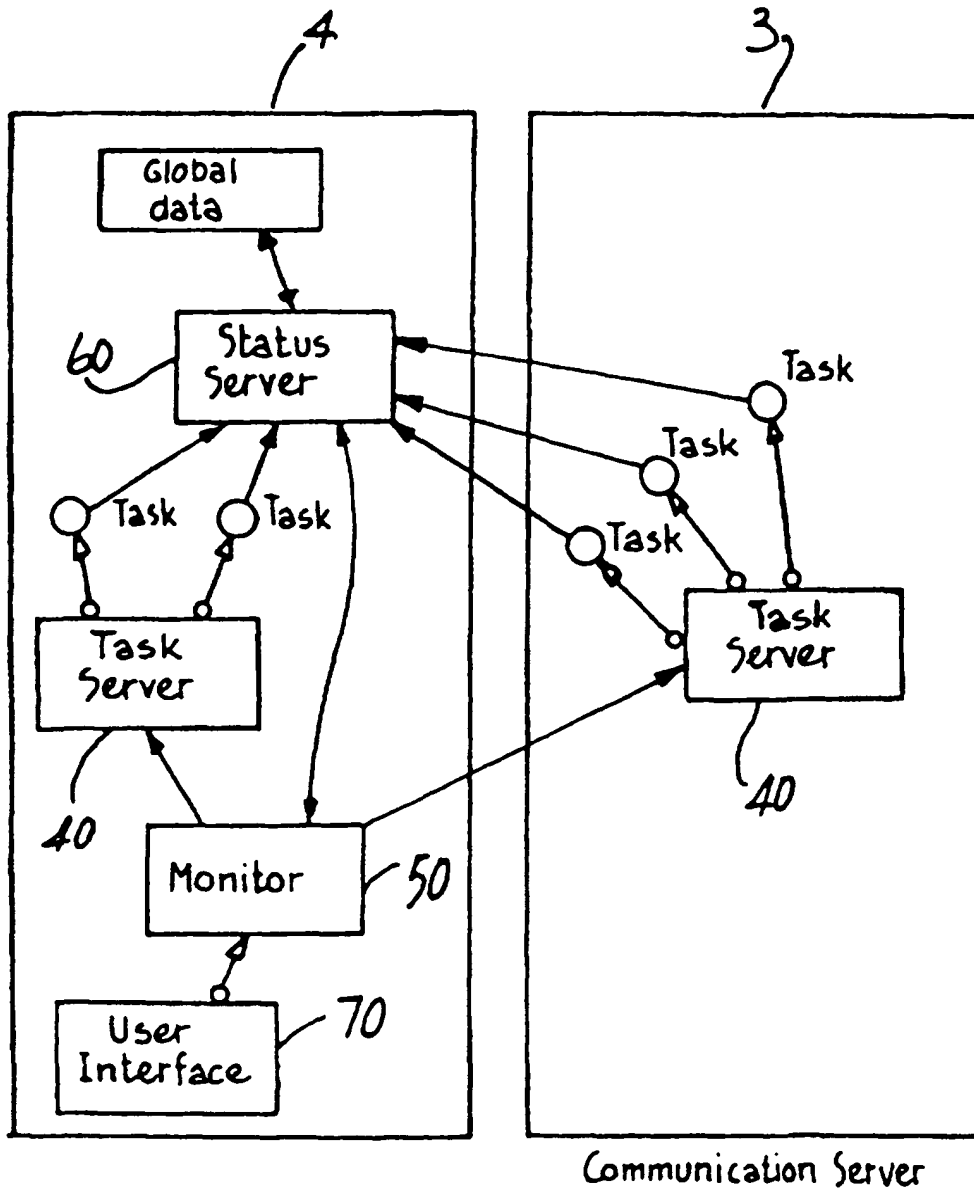 4
3
Global
data
60
Status
Server
Task
Task
Task
Task
Task
Task
Server
Task
Server
40
40
Monitor
50
User
Interface
70
Communication Server